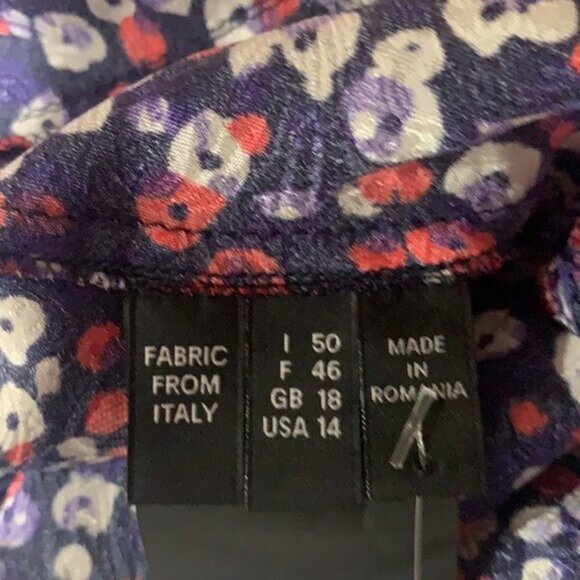 FABRIC
FROM
ITALY
I 50
F 46
GB 18
USA 14
MADE
IN
ROMANIA